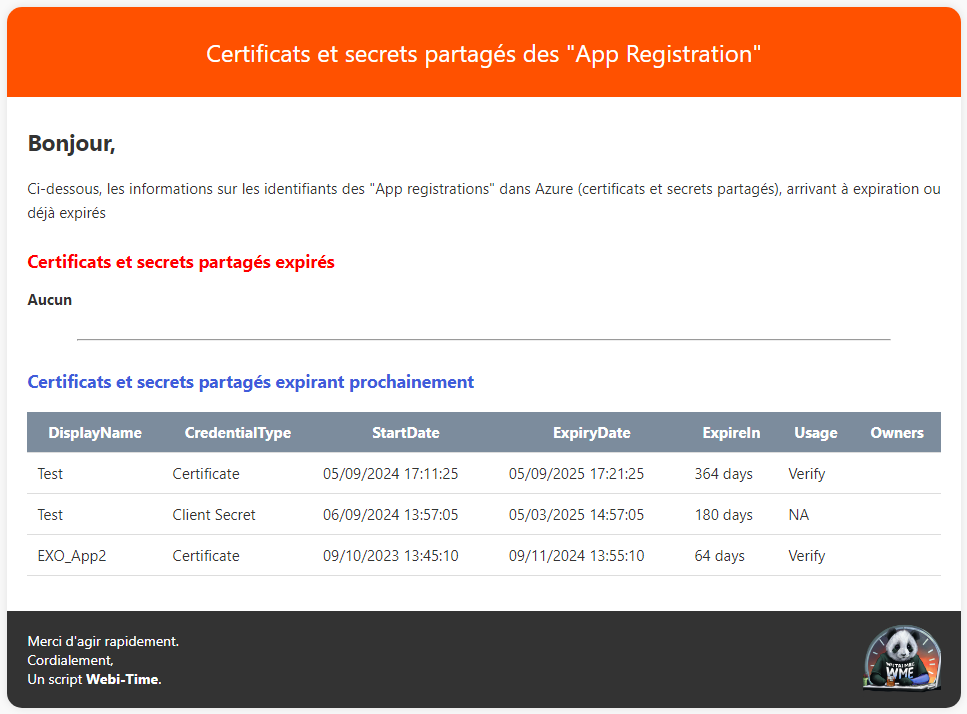 Certificats et secrets partagés des "App Registration"
Bonjour,
Ci-dessous, les informations sur les identifiants des "App registrations" dans Azure (certificats et secrets partagés), arrivant à expiration ou
déjà expirés
Certificats et secrets partagés expirés
Aucun
Certificats et secrets partagés expirant prochainement
DisplayName CredentialType StartDate ExpiryDate ExpireIn Usage Owners
Test Certificate 05/09/2024 17:11:25 05/09/2025 17:21:25 364 days Verify
Test Client Secret 06/09/2024 13:57:05 05/03/2025 14:57:05 180 days NA
EXO_App2 Certificate 09/10/2023 13:45:10 09/11/2024 13:55:10 64 days Verify
Merci d'agir rapidement.
Cordialement,
Un script Webi-Time.
WME